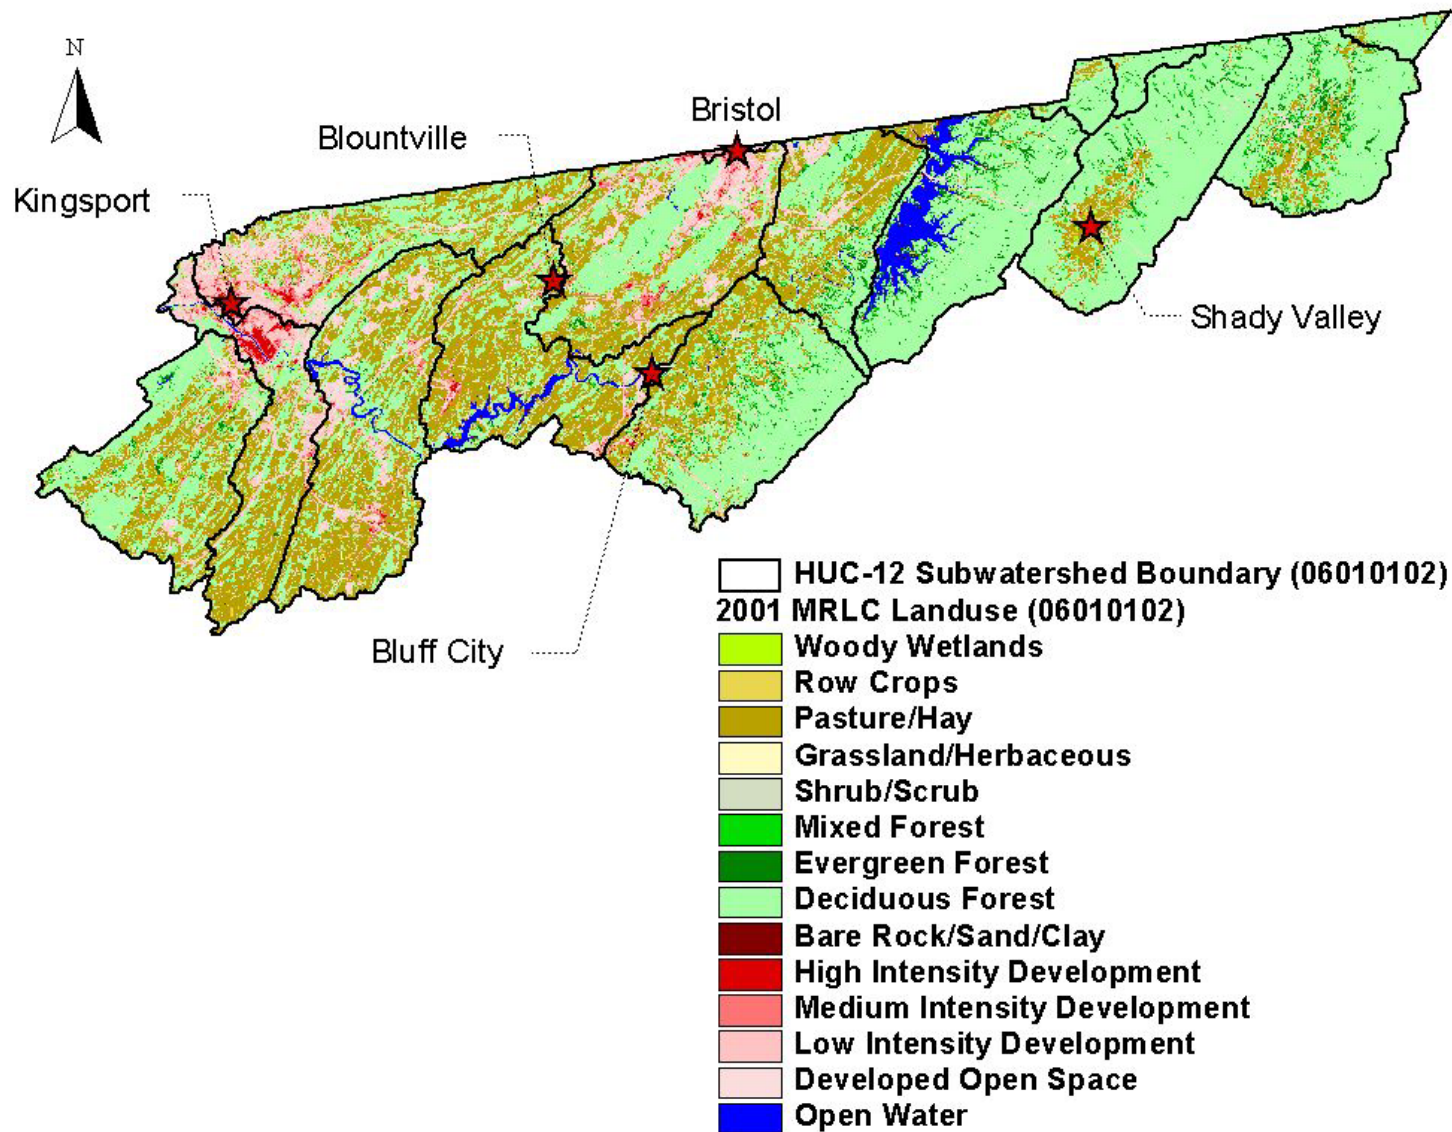 N
Bristol
Blountville
Kingsport
Shady Valley
Bluff City
HUC-12 Subwatershed Boundary (06010102)
2001 MRLC Landuse (06010102)
Woody Wetlands
Row Crops
Pasture/Hay
Grassland/Herbaceous
Shrub/Scrub
Mixed Forest
Evergreen Forest
Deciduous Forest
Bare Rock/Sand/Clay
High Intensity Development
Medium Intensity Development
Low Intensity Development
Developed Open Space
Open Water